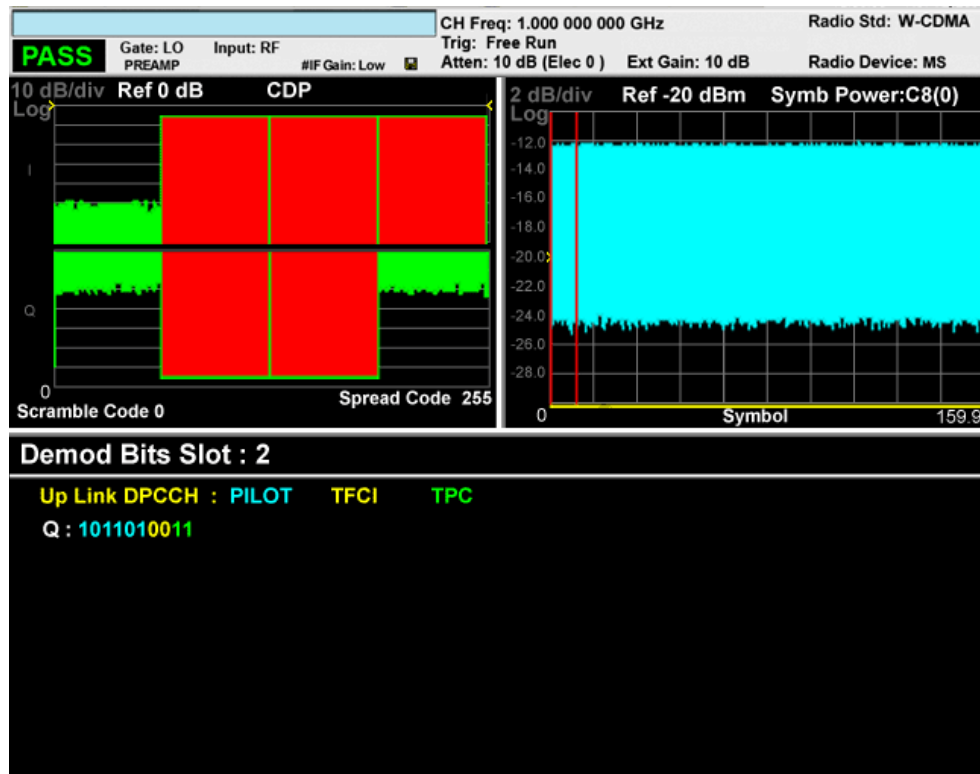 PASS
Gate: LO
PREAMP
Input: RF
#IF Gain: Low
CH Freq: 1.000 000 000 GHz
Trig: Free Run
Atten: 10 dB (Elec 0 )
Ext Gain: 10 dB
Radio Std: W-CDMA
Radio Device: MS
10 dB/div Ref 0 dB CDP
Log
I
Q
0
Scramble Code 0
Spread Code 255
2 dB/div Ref -20 dBm Symb Power:C8(0)
Log
-12.0
-14.0
-16.0
-18.0
-20.0
-22.0
-24.0
-26.0
-28.0
0 Symbol 159.9
Demod Bits Slot : 2
Up Link DPCCH : PILOT TFCI TPC
Q : 1011010011